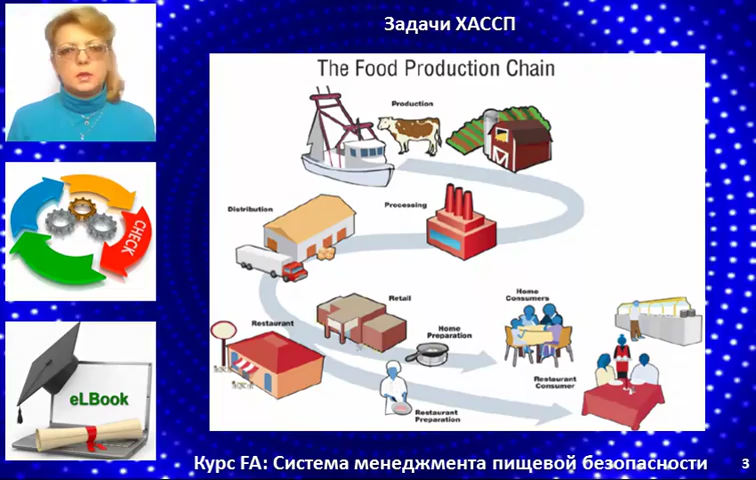 Задачи ХАССП
The Food Production Chain
Production
Distribution
Processing
CHECK
Retail
Home
Consumers
Restaurant
Home
Preparation
Restaurant
Consumer
eLBook
Restaurant
Preparation
Курс FA: Система менеджмента пищевой безопасности
3